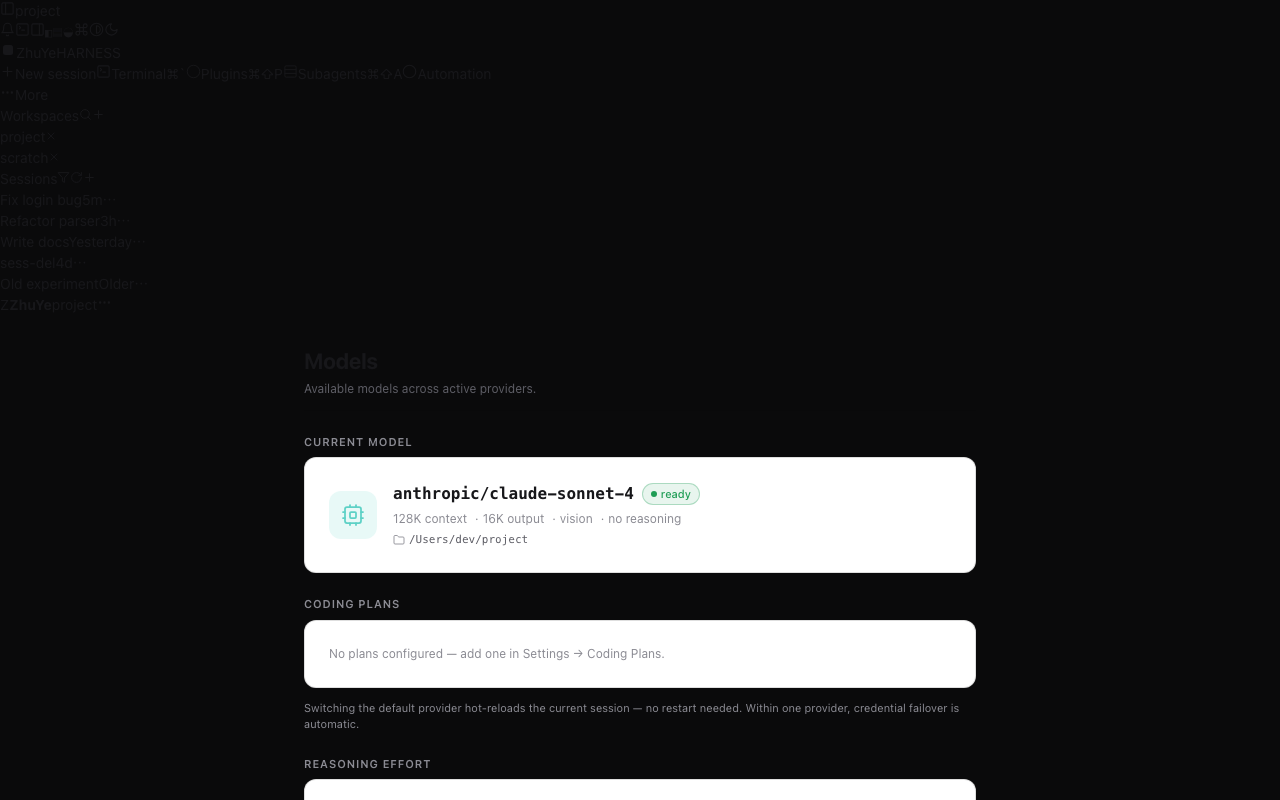 project
ZhuYeHARNESS
New sessionTerminal⌘`Plugins⌘⇧PSubagents⌘⇧AAutomation
···More
Workspaces
project×
scratch×
Sessions
Fix login bug5m···
Refactor parser3h···
Write docsYesterday···
sess-del4d···
Old experimentOlder···
ZZhuYeproject···
Models
Available models across active providers.
CURRENT MODEL
anthropic/claude-sonnet-4 ready
128K context · 16K output · vision · no reasoning
/Users/dev/project
CODING PLANS
No plans configured — add one in Settings → Coding Plans.
Switching the default provider hot-reloads the current session — no restart needed. Within one provider, credential failover is
automatic.
REASONING EFFORT